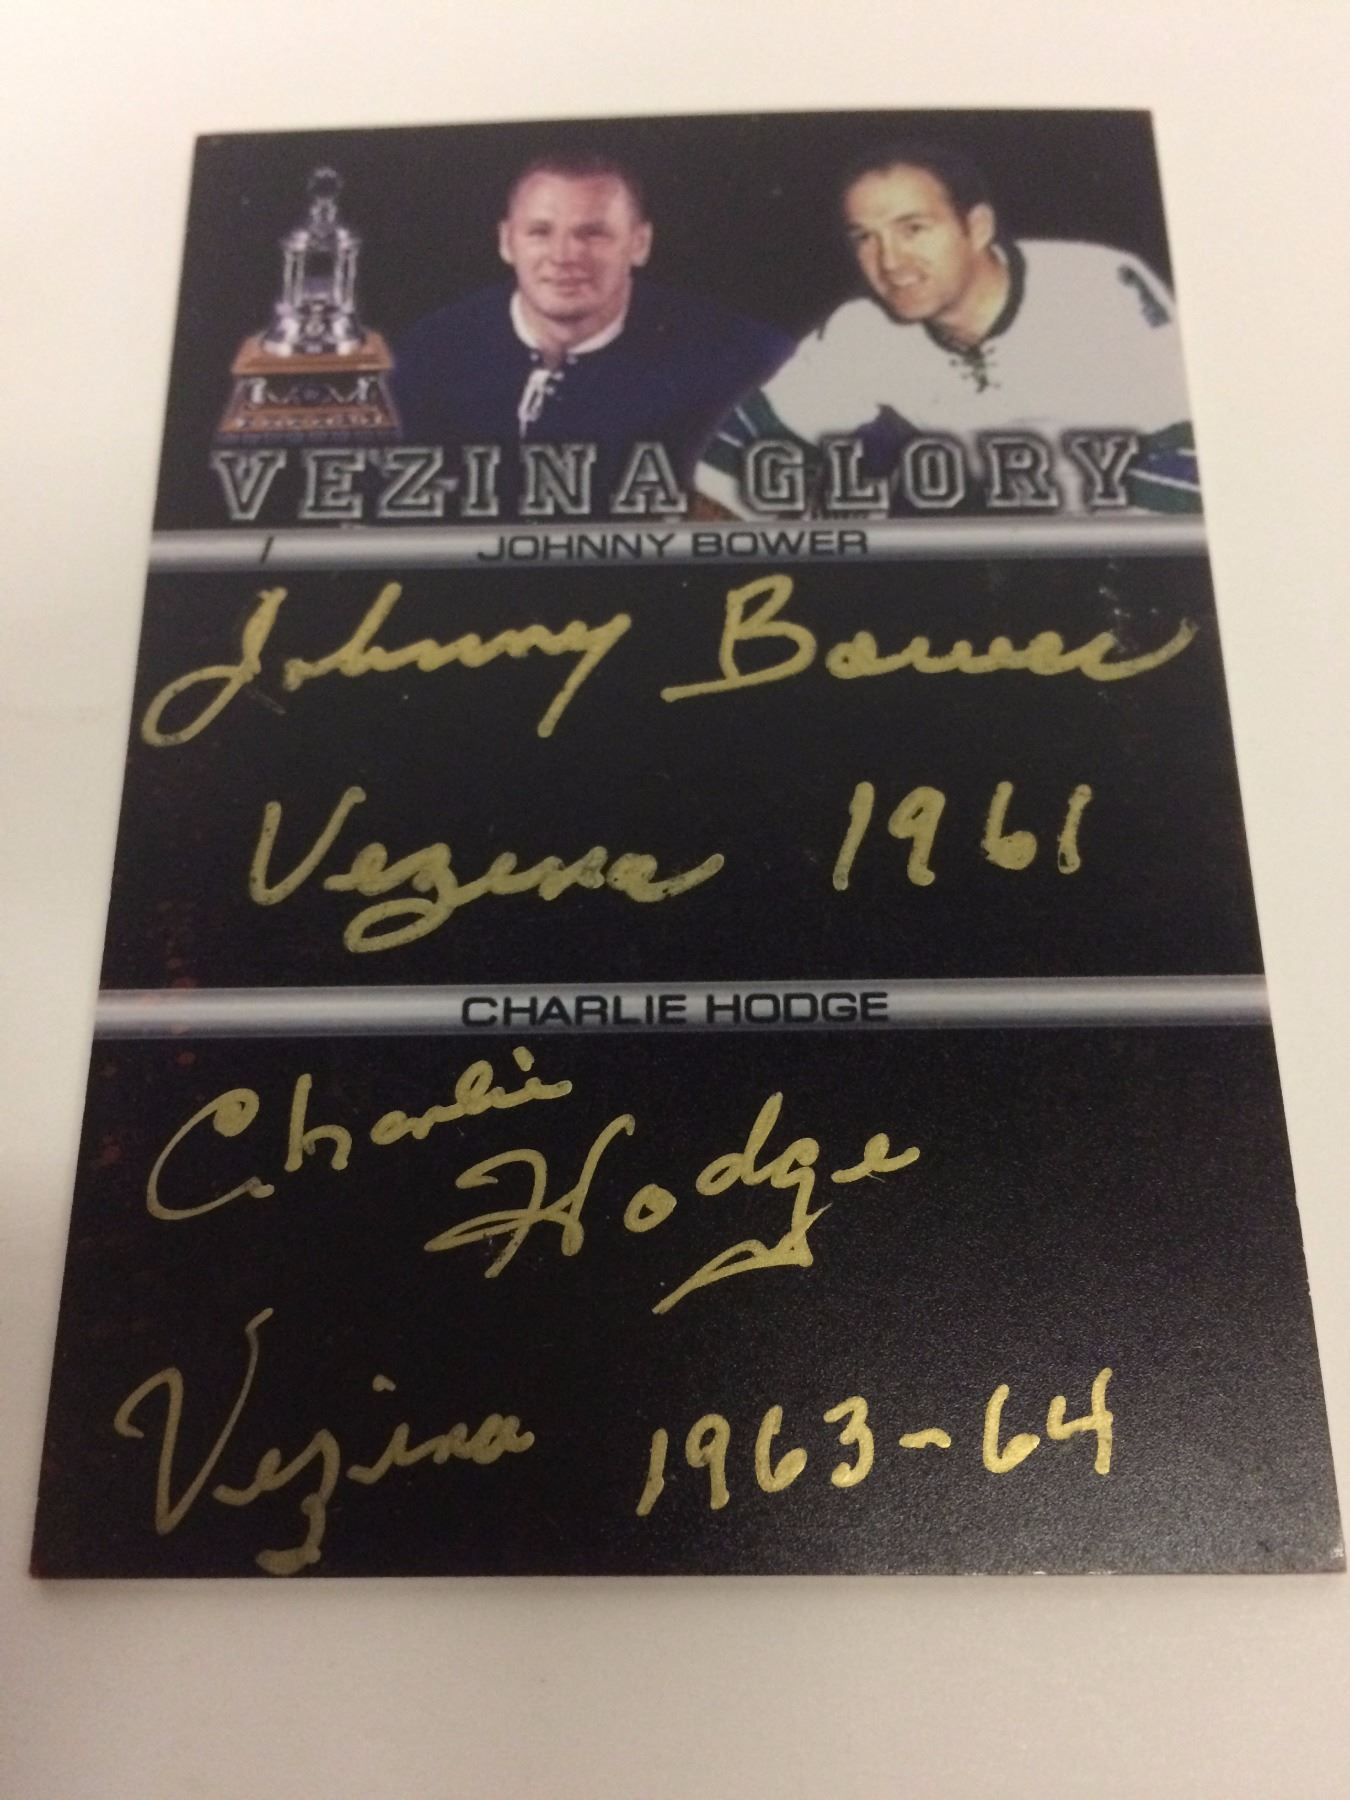 VEZINA GLORY
/ JOHNNY BOWER
Johnny Bower
Vezina 1961
CHARLIE HODGE
Charlie
Hodge
Vezina 1963-64